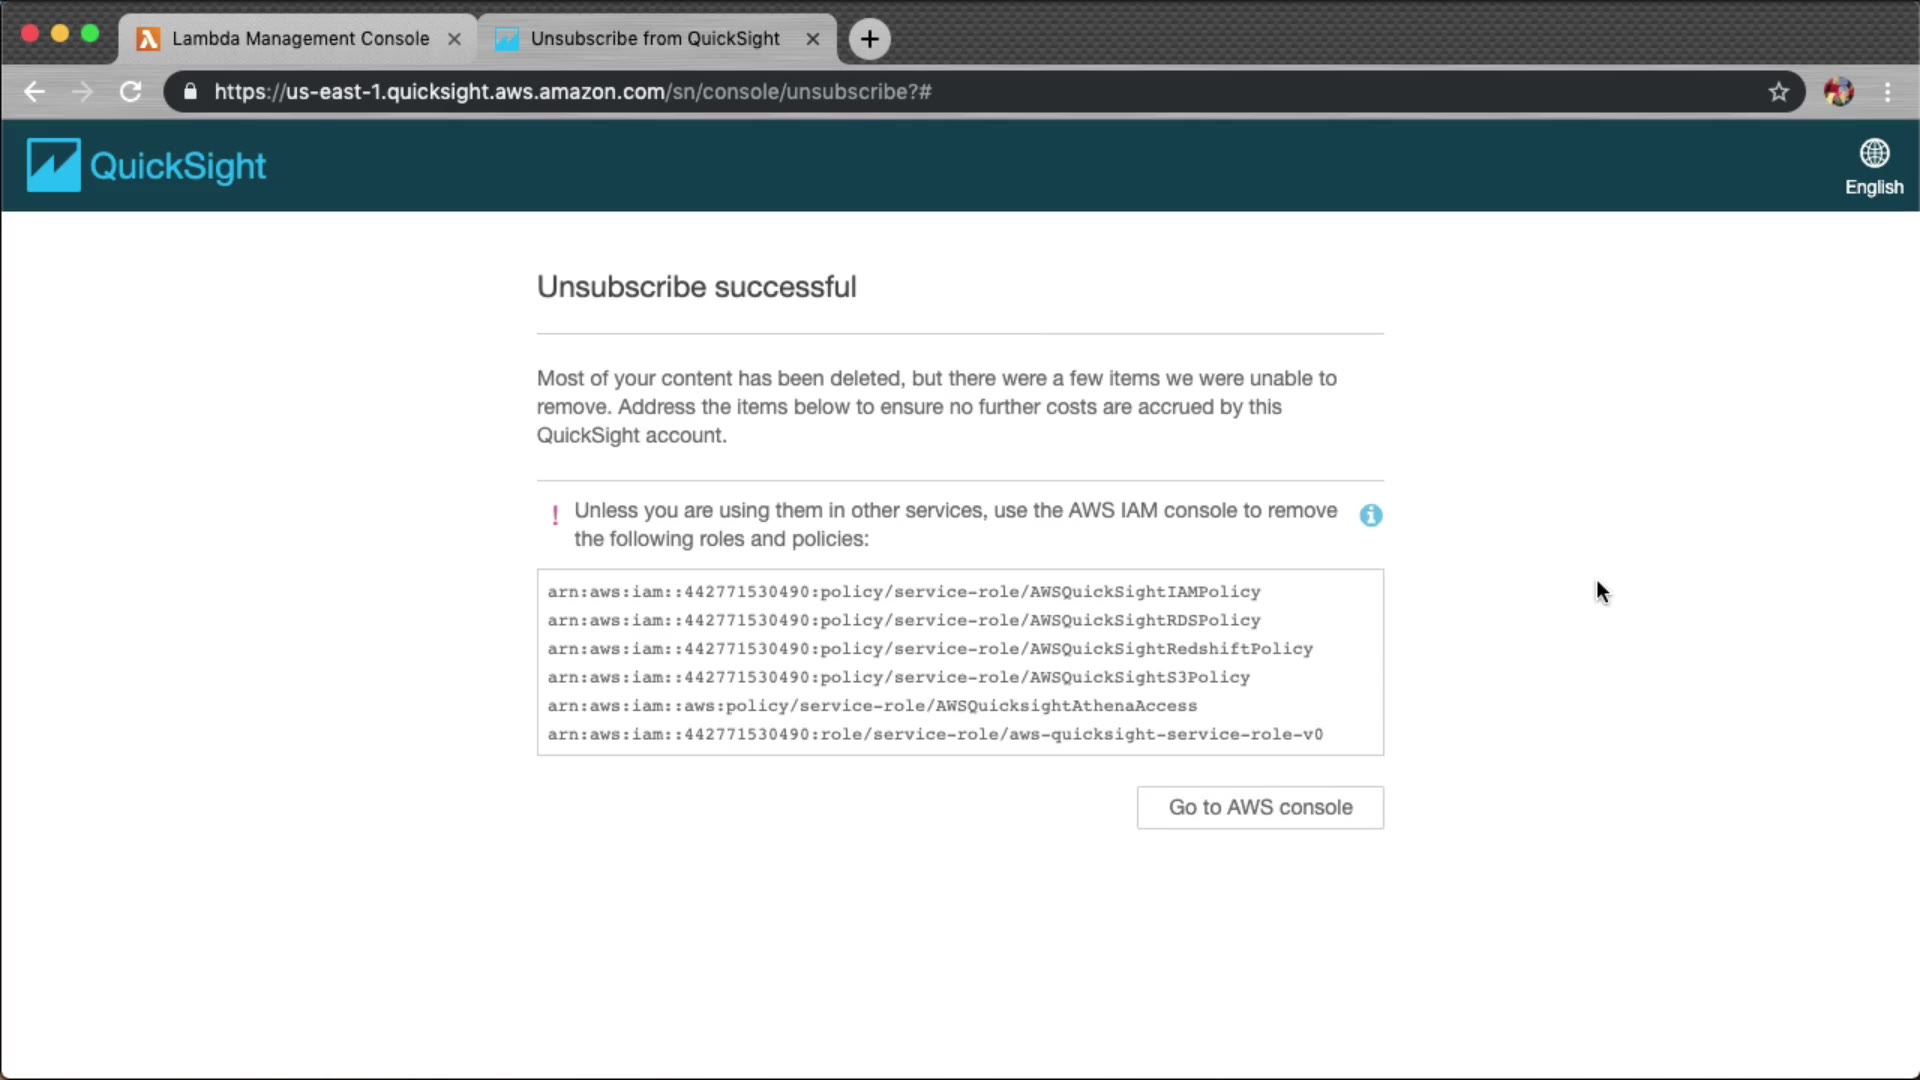 Lambda Management Console
Unsubscribe from QuickSight
https://us-east-1.quicksight.aws.amazon.com/sn/console/unsubscribe?#
QuickSight
English
Unsubscribe successful
Most of your content has been deleted, but there were a few items we were unable to
remove. Address the items below to ensure no further costs are accrued by this
QuickSight account.
! Unless you are using them in other services, use the AWS IAM console to remove
the following roles and policies:
arn:aws:iam::442771530490:policy/service-role/AWSQuickSightIAMPolicy
arn:aws:iam::442771530490:policy/service-role/AWSQuickSightRDSPolicy
arn:aws:iam::442771530490:policy/service-role/AWSQuickSightRedshiftPolicy
arn:aws:iam::442771530490:policy/service-role/AWSQuickSightS3Policy
arn:aws:iam::aws:policy/service-role/AWSQuicksightAthenaAccess
arn:aws:iam::442771530490:role/service-role/aws-quicksight-service-role-v0
Go to AWS console